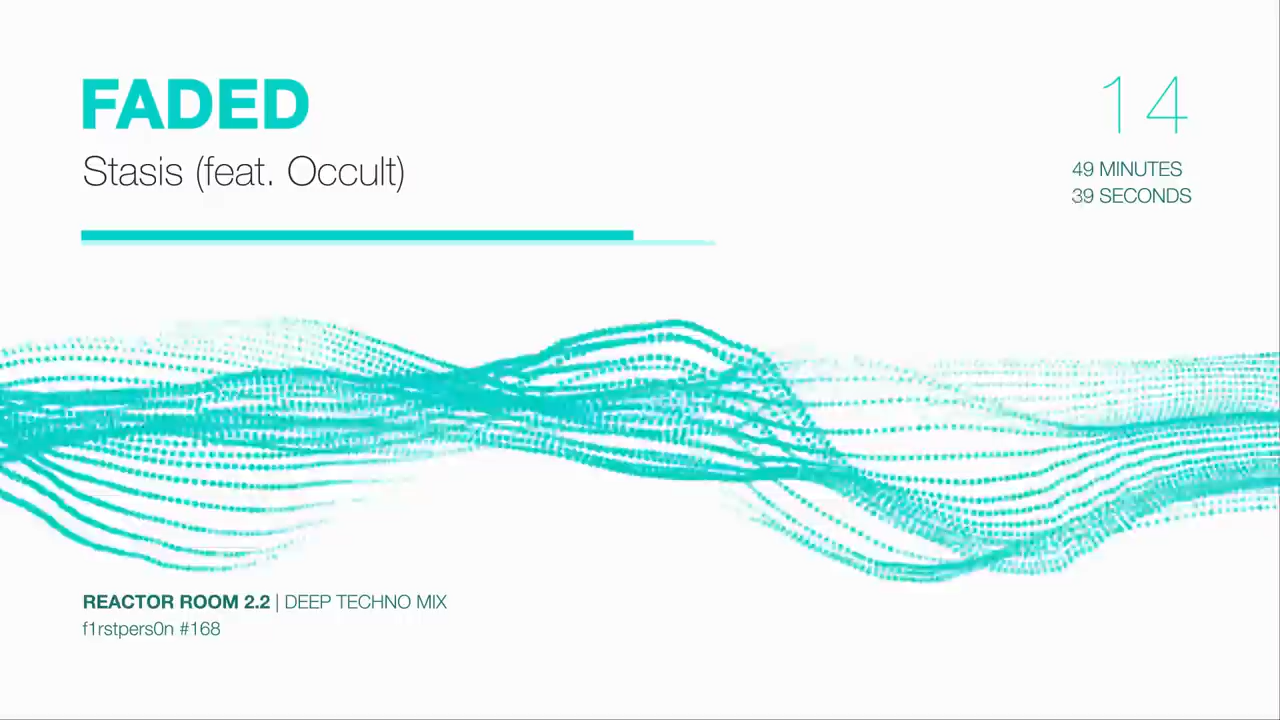 FADED
Stasis (feat. Occult)
14
49 MINUTES
39 SECONDS
REACTOR ROOM 2.2 | DEEP TECHNO MIX
f1rstpers0n #168